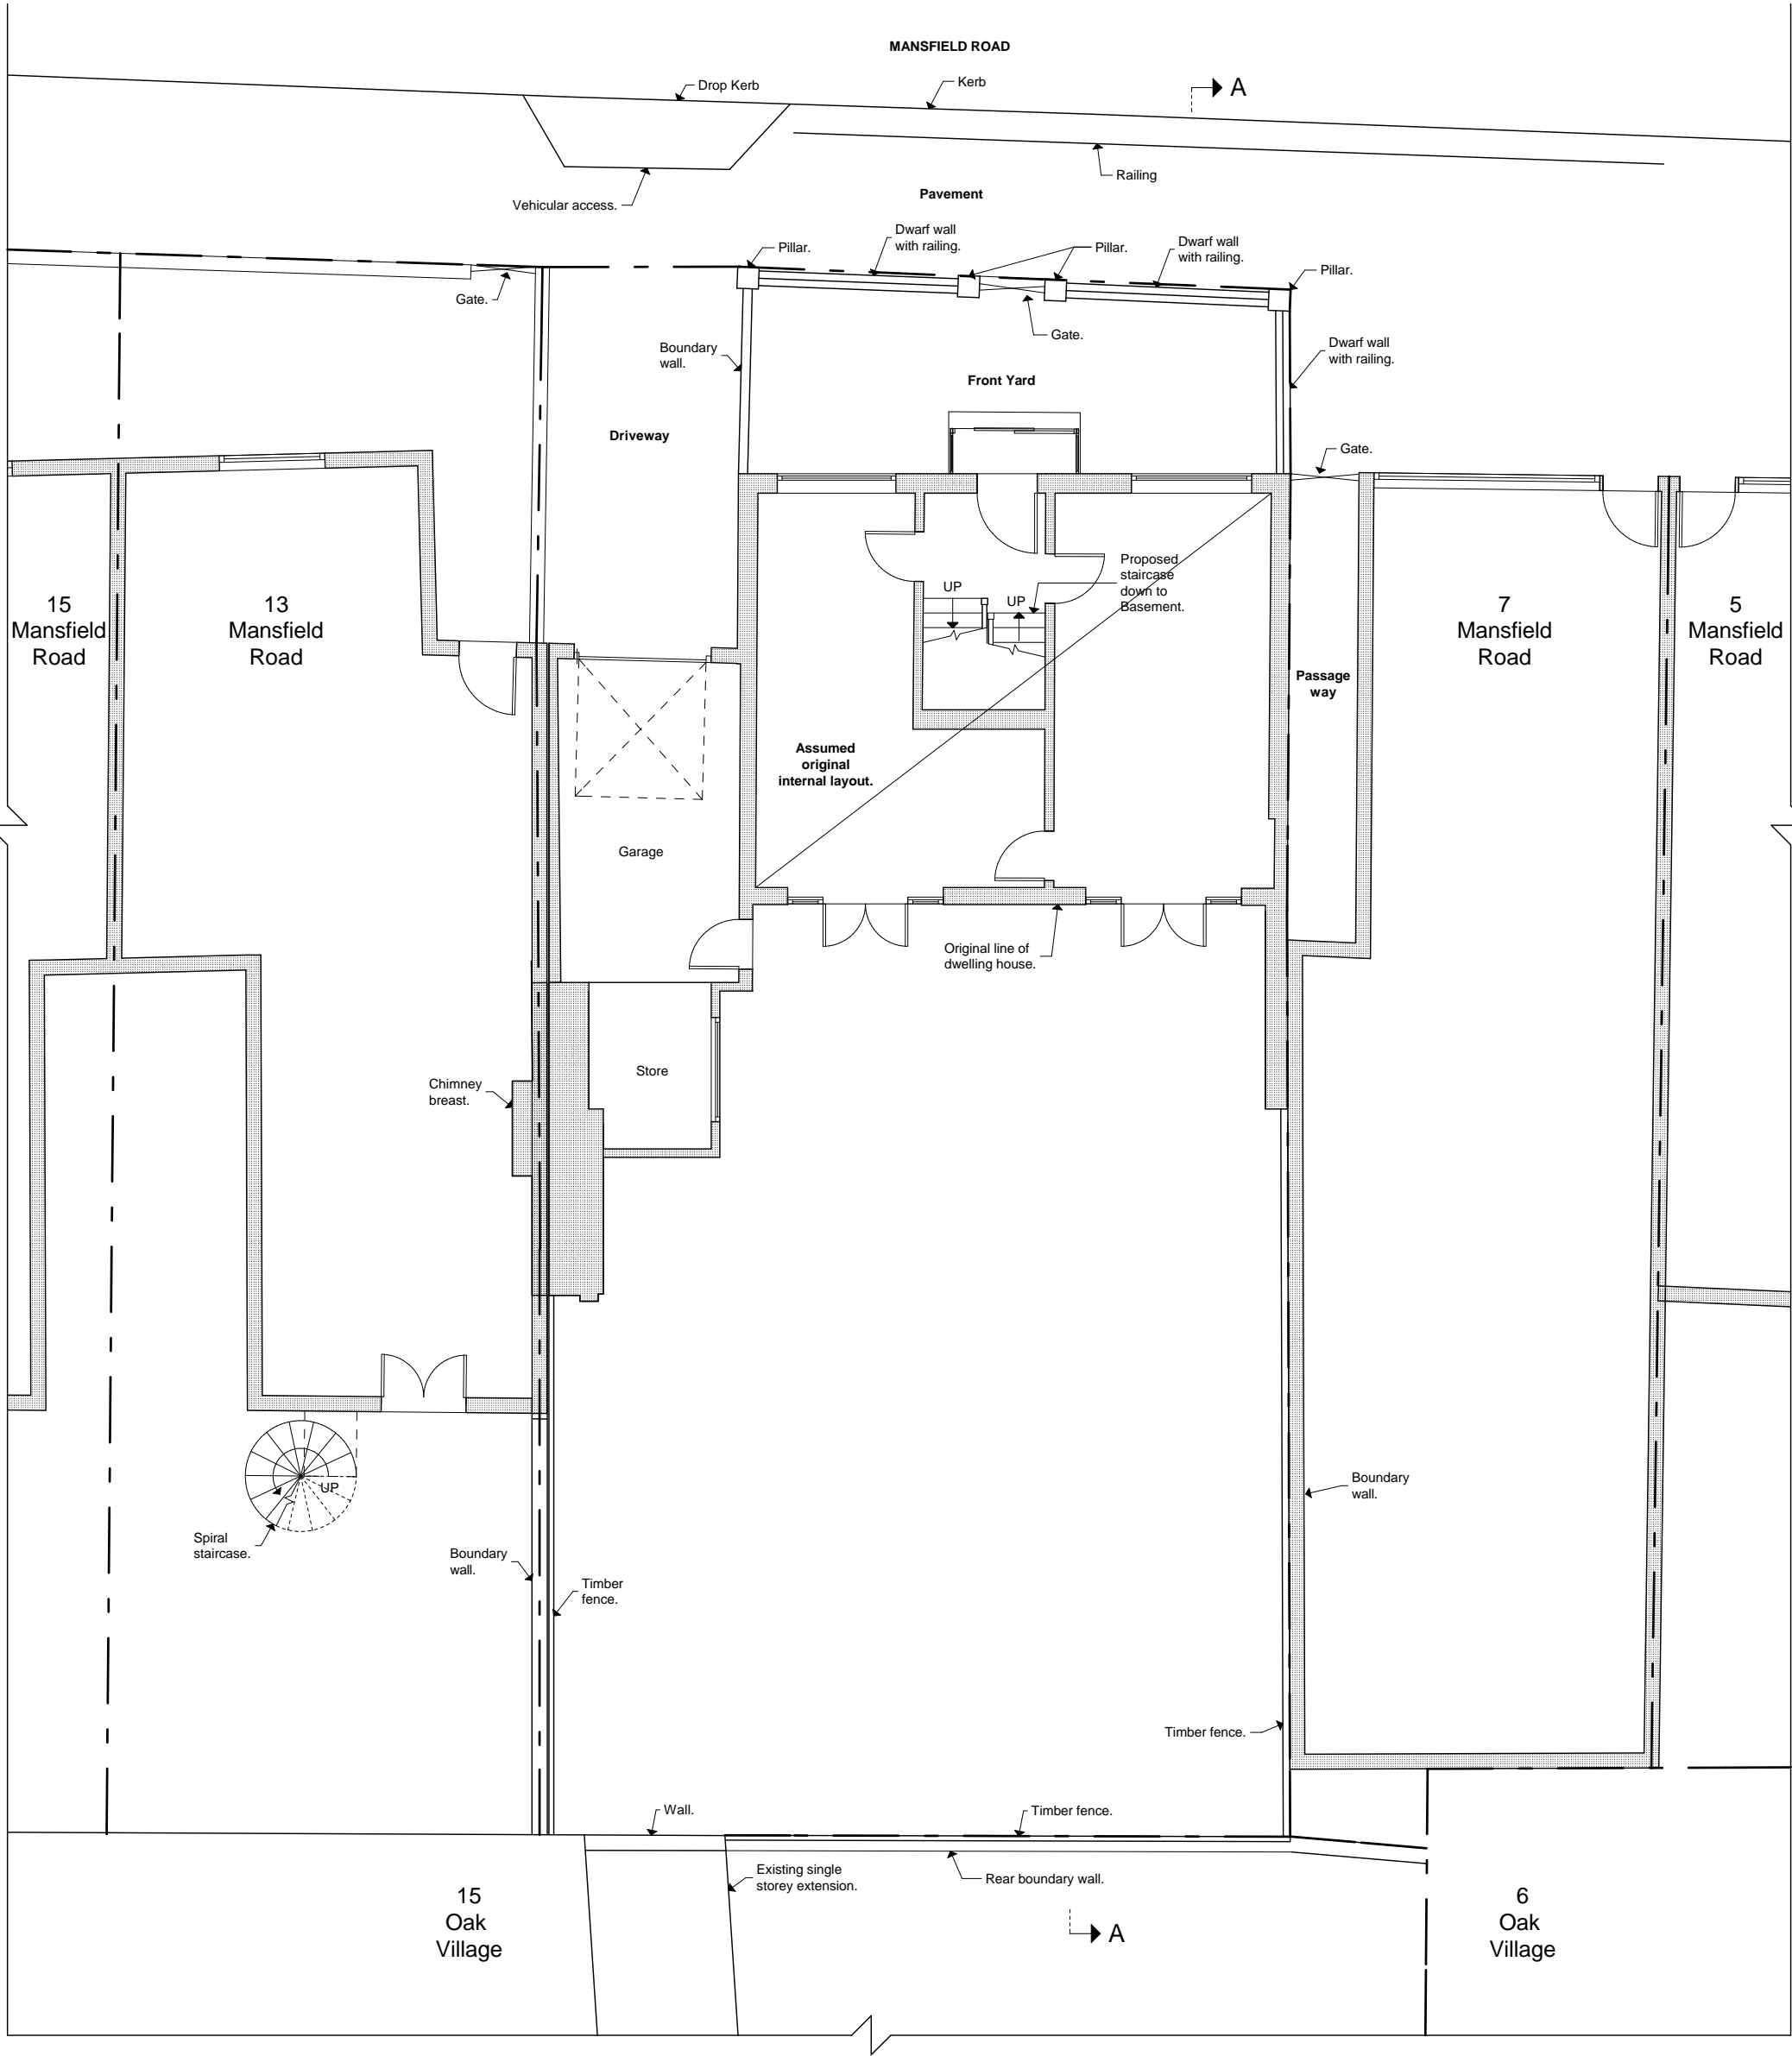 MANSFIELD ROAD
Drop Kerb
Kerb
A
Railing
Vehicular access.
Pavement
Pillar.
Dwarf wall
with railing.
Pillar.
Dwarf wall
with railing.
Pillar.
Gate.
Gate.
Boundary
wall.
Dwarf wall
with railing.
Front Yard
Driveway
Gate.
Proposed
staircase
down to
Basement.
UP
UP
15
Mansfield
Road
13
Mansfield
Road
7
Mansfield
Road
5
Mansfield
Road
Passage
way
Assumed
original
internal layout.
Garage
Original line of
dwelling house.
Store
Chimney
breast.
UP
Spiral
staircase.
Boundary
wall.
Timber
fence.
Boundary
wall.
Timber fence.
Wall.
Timber fence.
Existing single
storey extension.
Rear boundary wall.
15
Oak
Village
A
6
Oak
Village